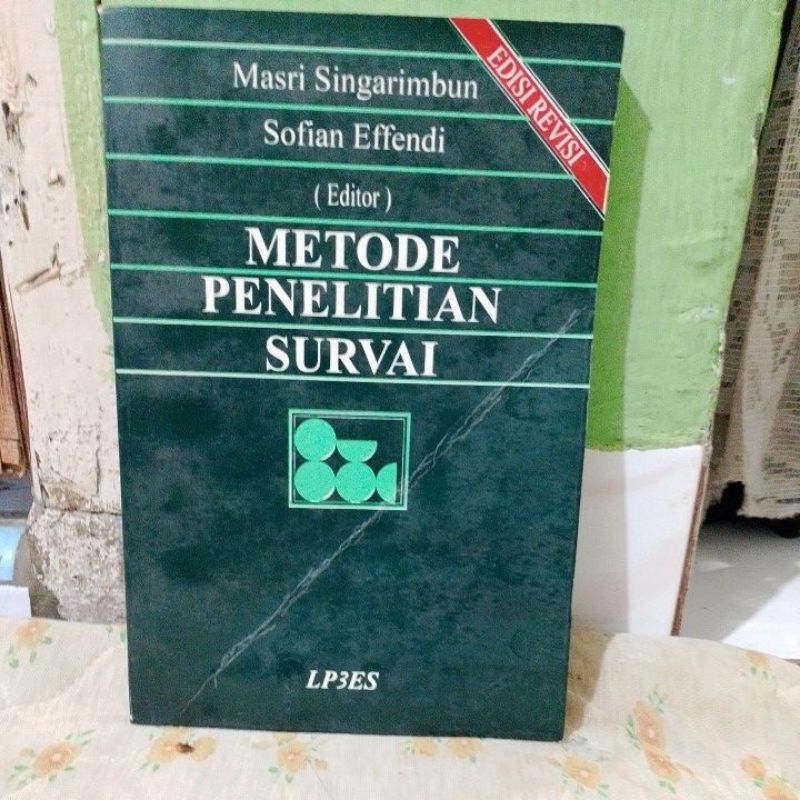 Masri Singarimbun
Sofian Effendi
( Editor )
EDISI REVISI
METODE
PENELITIAN
SURVAI
LP3ES